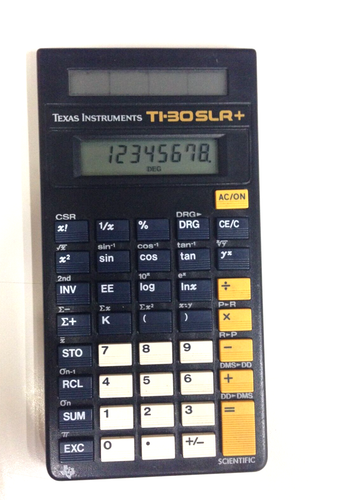 TEXAS INSTRUMENTS TI-30 SLR+
12345678.
DEG
AC/ON
CSR DRG►
x! 1/x % DRG CE/C
√x sin⁻¹ cos⁻¹ tan⁻¹ ˣ√y
x² sin cos tan yˣ
2nd 10ˣ eˣ
INV EE log lnx ÷
Σ− Σx Σx² x:y P►R
Σ+ K ( ) ×
x̄ R►P
STO 7 8 9 −
σn-1 DMS►DD
RCL 4 5 6 +
σn DD►DMS
SUM 1 2 3 =
π
EXC 0 • +/−
SCIENTIFIC